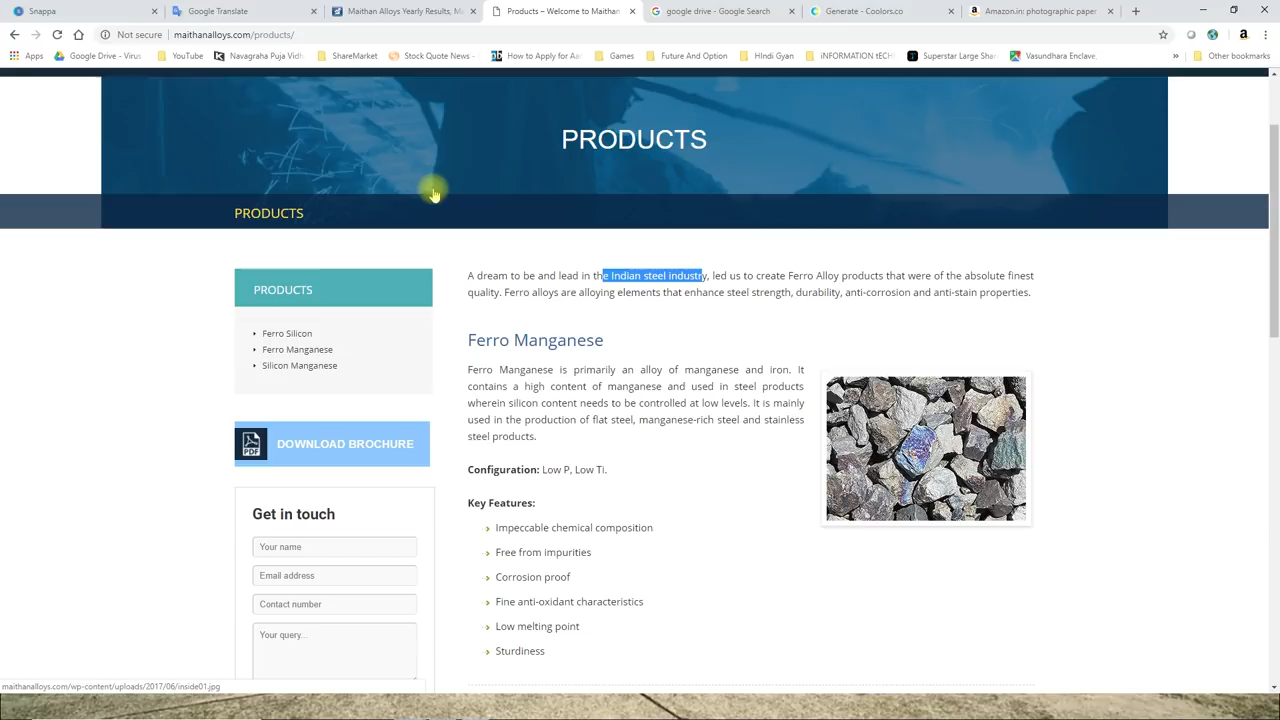 Snappa
Google Translate
Maithan Alloys Yearly Results, M
Products – Welcome to Maithan
google drive - Google Search
Generate - Coolors.co
Amazon.in: photographic paper
Not secure | maithanalloys.com/products/
Apps
Google Drive - Virus
YouTube
Navagraha Puja Vidh
ShareMarket
Stock Quote News -
How to Apply for Aa
Games
Future And Option
HIndi Gyan
iNFORMATION tECH
Superstar Large Shar
Vasundhara Enclave,
»
Other bookmarks
PRODUCTS
PRODUCTS
PRODUCTS
Ferro Silicon
Ferro Manganese
Silicon Manganese
PDF
DOWNLOAD BROCHURE
Get in touch
Your name
Email address
Contact number
Your query...
A dream to be and lead in the Indian steel industry, led us to create Ferro Alloy products that were of the absolute finest
quality. Ferro alloys are alloying elements that enhance steel strength, durability, anti-corrosion and anti-stain properties.
Ferro Manganese
Ferro Manganese is primarily an alloy of manganese and iron. It
contains a high content of manganese and used in steel products
wherein silicon content needs to be controlled at low levels. It is mainly
used in the production of flat steel, manganese-rich steel and stainless
steel products.
Configuration: Low P, Low Ti.
Key Features:
Impeccable chemical composition
Free from impurities
Corrosion proof
Fine anti-oxidant characteristics
Low melting point
Sturdiness
maithanalloys.com/wp-content/uploads/2017/06/inside01.jpg